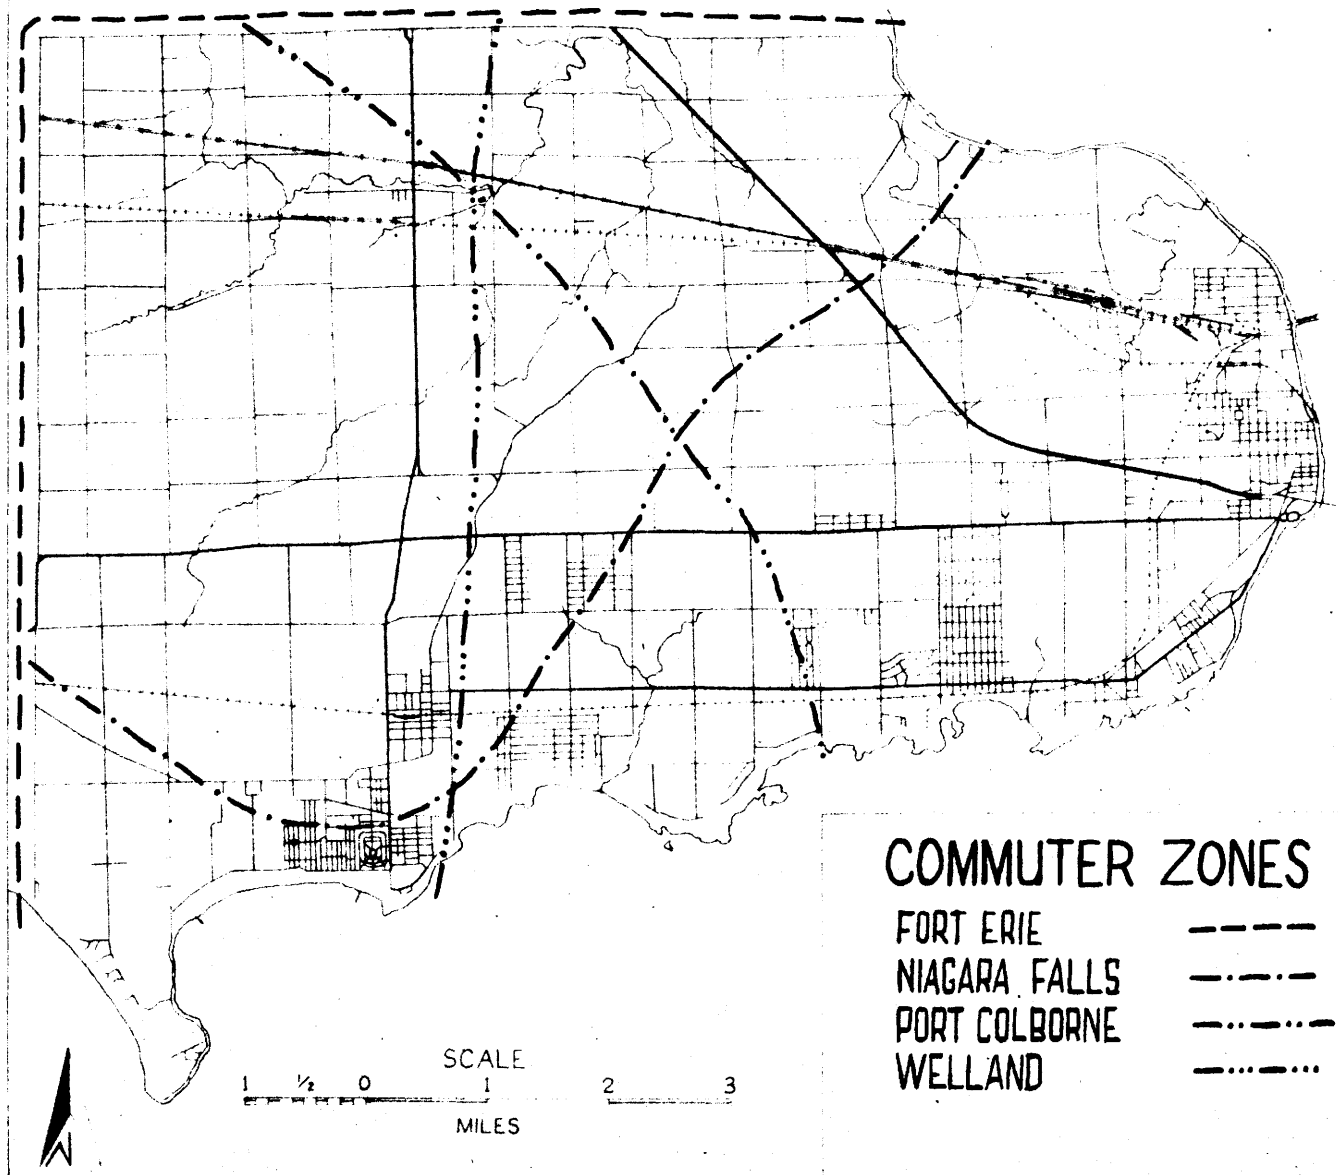 COMMUTER ZONES
FORT ERIE
NIAGARA FALLS
PORT COLBORNE
WELLAND
SCALE
1 ½ 0 1 2 3
MILES
N